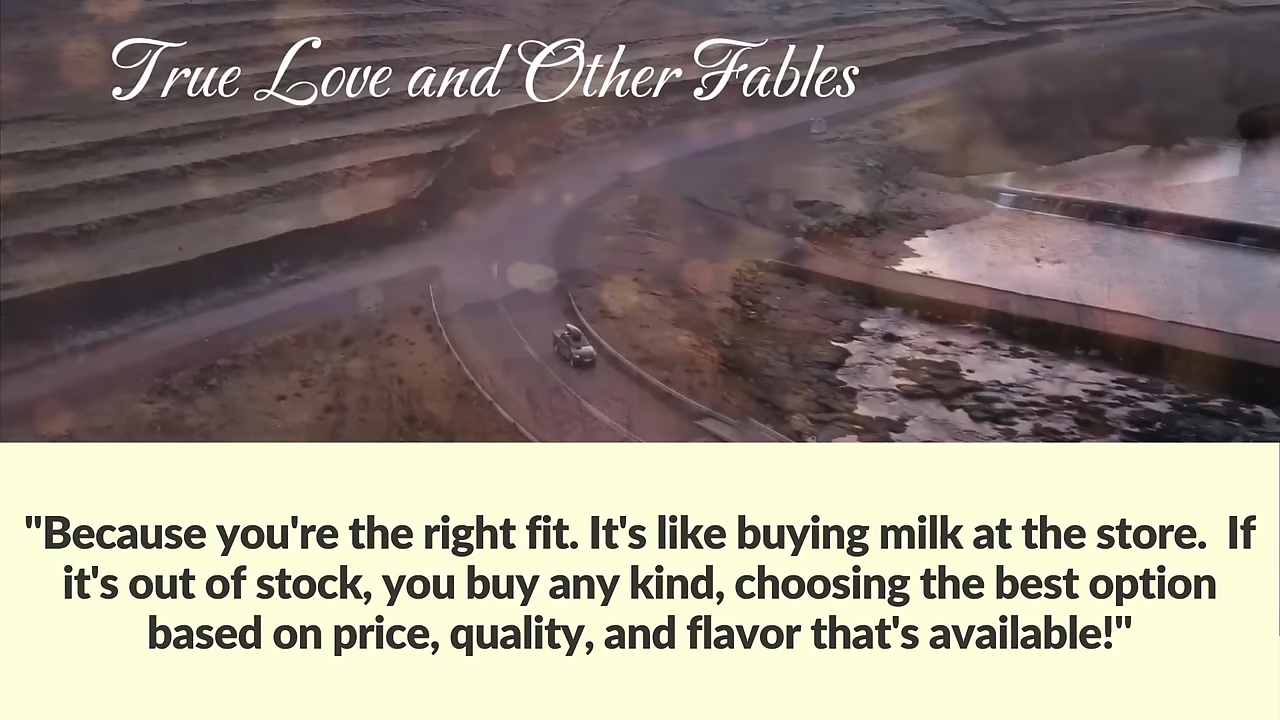 True Love and Other Fables
"Because you're the right fit. It's like buying milk at the store.  If
it's out of stock, you buy any kind, choosing the best option
based on price, quality, and flavor that's available!"